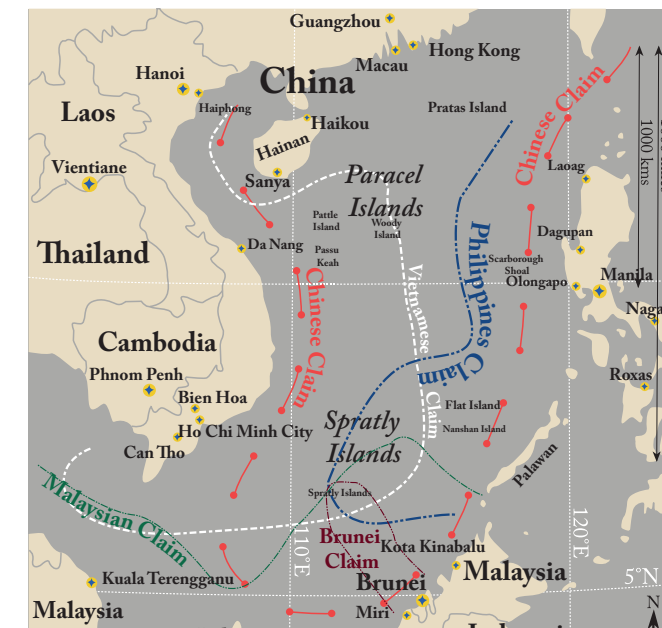 Guangzhou
Hong Kong
Macau
Hanoi
China
Haiphong
Laos
Pratas Island
Chinese Claim
1000 kms
Haikou
Hainan
Vientiane
Sanya
Laoag
Paracel
Islands
Pattle
Island
Woody
Island
Philippines
Claim
Dagupan
Thailand
Da Nang
Passu
Keah
Scarborough
Shoal
Manila
Olongapo
Vietnamese
Claim
Chinese Claim
Naga
Cambodia
Phnom Penh
Roxas
Bien Hoa
Flat Island
Ho Chi Minh City
Spratly
Islands
Nanshan Island
Can Tho
Palawan
Spratly Islands
Malaysian Claim
Brunei
Claim
110°E
120°E
Kota Kinabalu
Malaysia
5°N
Kuala Terengganu
Brunei
Malaysia
Miri
N